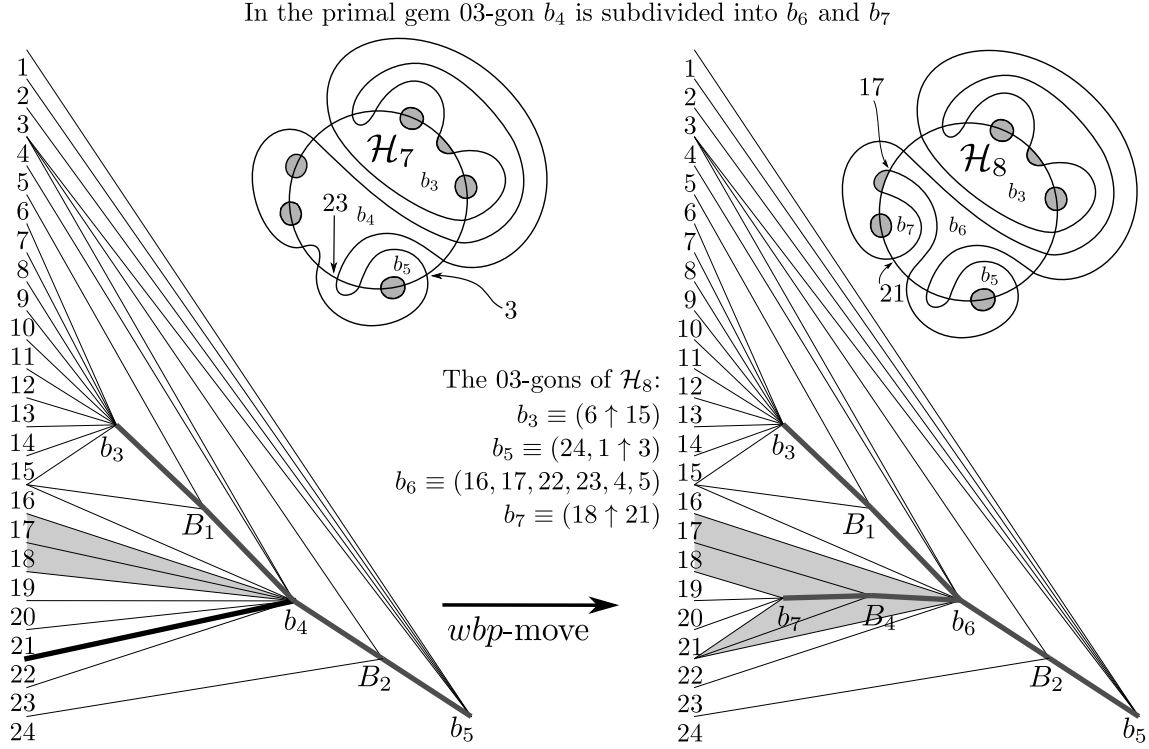 In the primal gem 03-gon b₄ is subdivided into b₆ and b₇
1
2
3
4
5
6
7
8
9
10
11
12
13
14
15
16
17
18
19
20
21
22
23
24
b₃
B₁
b₄
B₂
b₅
H₇
b₃
b₄
23
b₅
3
The 03-gons of H₈:
b₃ ≡ (6 ↑ 15)
b₅ ≡ (24, 1 ↑ 3)
b₆ ≡ (16, 17, 22, 23, 4, 5)
b₇ ≡ (18 ↑ 21)
wbp-move
17
H₈
b₃
b₇
b₆
b₅
21
1
2
3
4
5
6
7
8
9
10
11
12
13
14
15
16
17
18
19
20
21
22
23
24
b₃
B₁
b₇
B₄
b₆
B₂
b₅